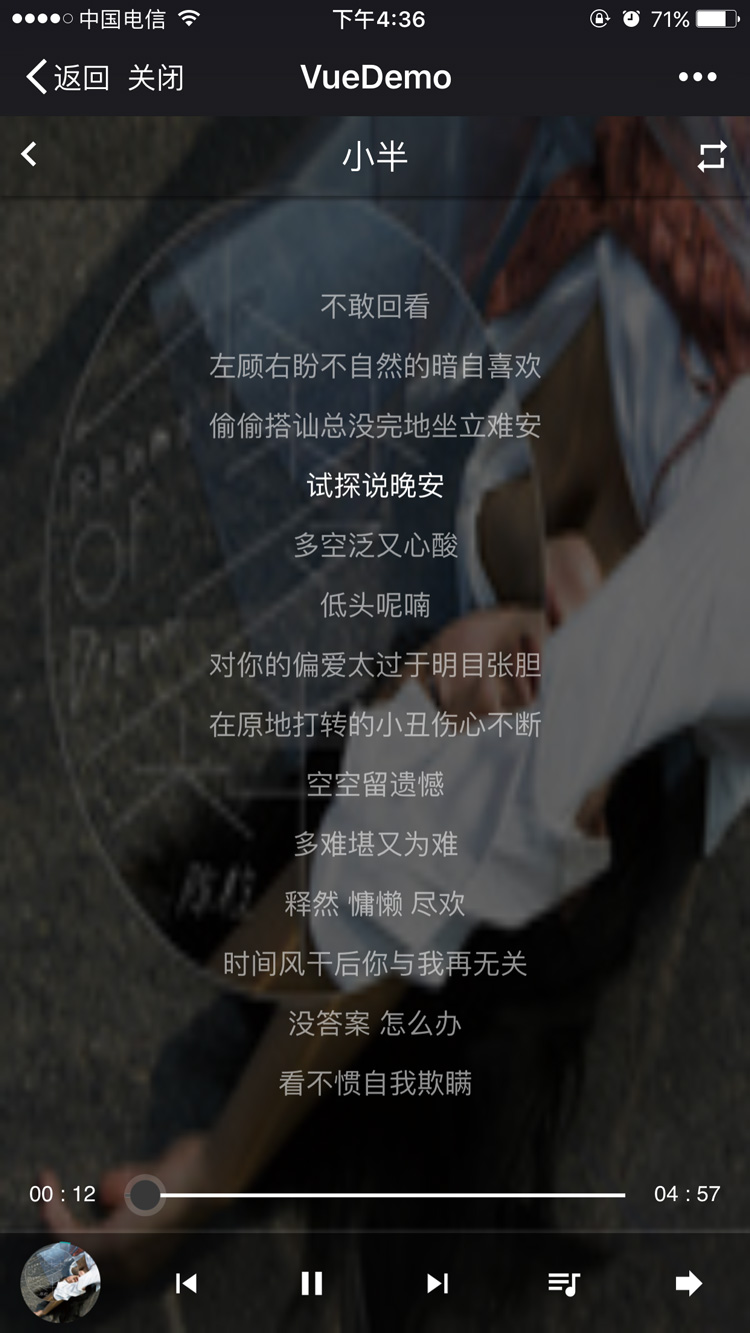 中国电信 下午4:36 71%
返回 关闭 VueDemo
小半
不敢回看
左顾右盼不自然的暗自喜欢
偷偷搭讪总没完地坐立难安
试探说晚安
多空泛又心酸
低头呢喃
对你的偏爱太过于明目张胆
在原地打转的小丑伤心不断
空空留遗憾
多难堪又为难
释然 慵懒 尽欢
时间风干后你与我再无关
没答案 怎么办
看不惯自我欺瞒
00 : 12 04 : 57
OF
陈粒